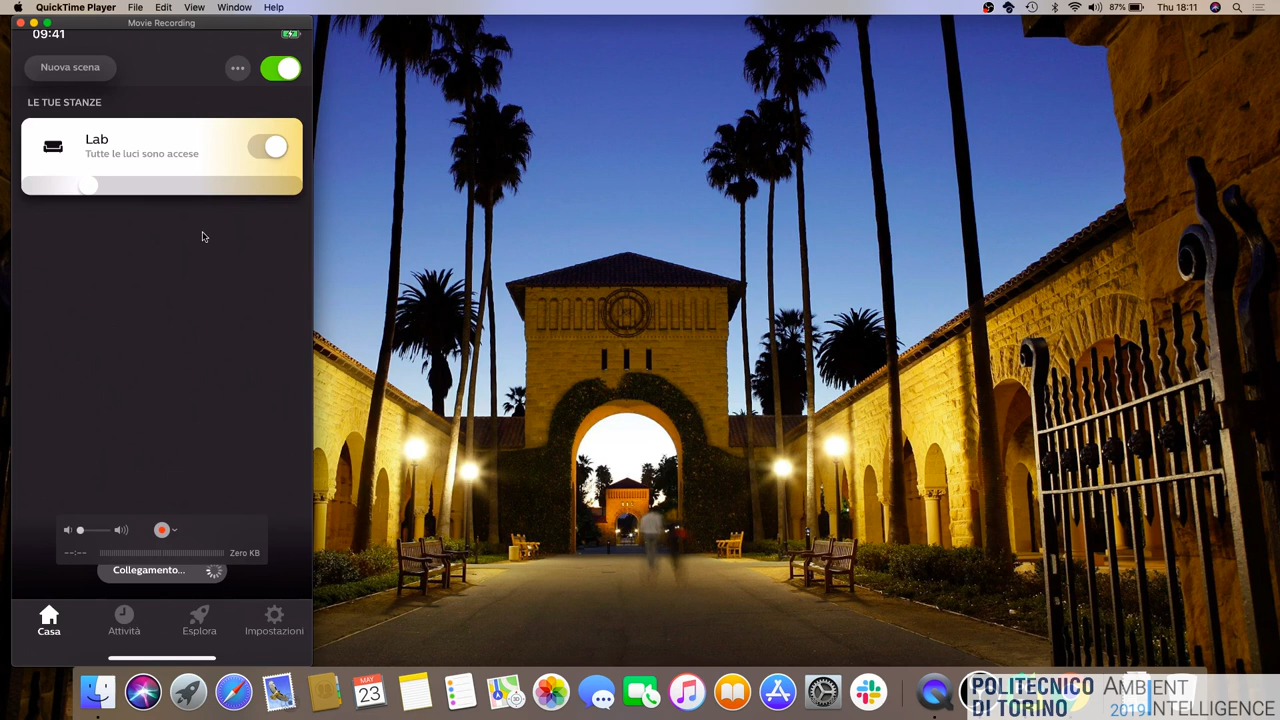 QuickTime Player File Edit View Window Help
87% Thu 18:11
Movie Recording
09:41
Nuova scena
LE TUE STANZE
Lab
Tutte le luci sono accese
--:-- Zero KB
Collegamento...
Casa Attività Esplora Impostazioni
MAY
23
POLITECNICO
DI TORINO
AMBIENT
2019 INTELLIGENCE